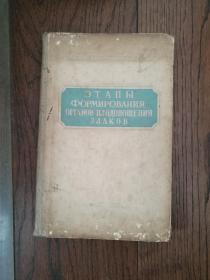 ЭТАПЫ
ФОРМИРОВАНИЯ
ОРГАНОВ ПЛОДОНОШЕНИЯ
ЗЛАКОВ